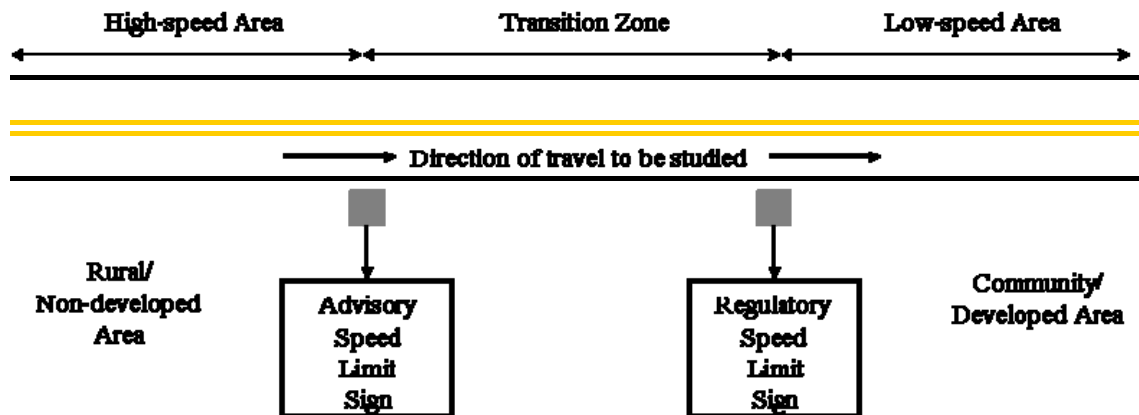 High-speed Area
Transition Zone
Low-speed Area
Direction of travel to be studied
Rural/
Non-developed
Area
Advisory
Speed
Limit
Sign
Regulatory
Speed
Limit
Sign
Community/
Developed Area